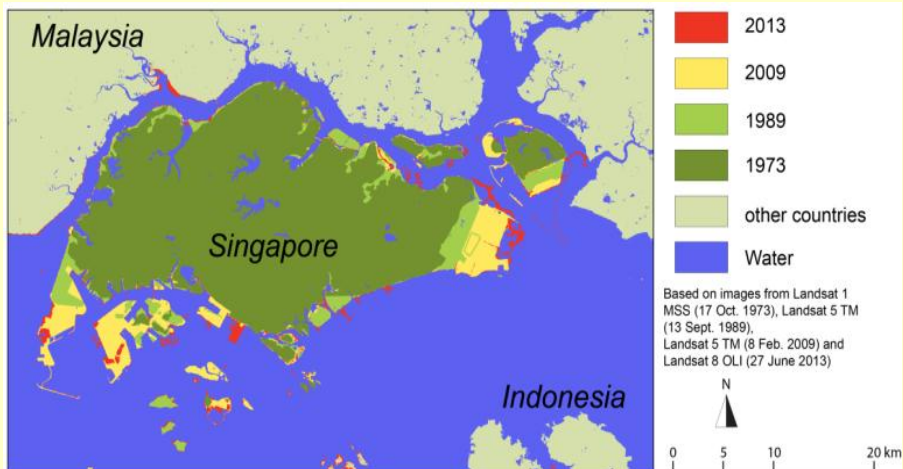 Malaysia
Singapore
Indonesia
2013
2009
1989
1973
other countries
Water
Based on images from Landsat 1
MSS (17 Oct. 1973), Landsat 5 TM
(13 Sept. 1989),
Landsat 5 TM (8 Feb. 2009) and
Landsat 8 OLI (27 June 2013)
N
0 5 10 20 km